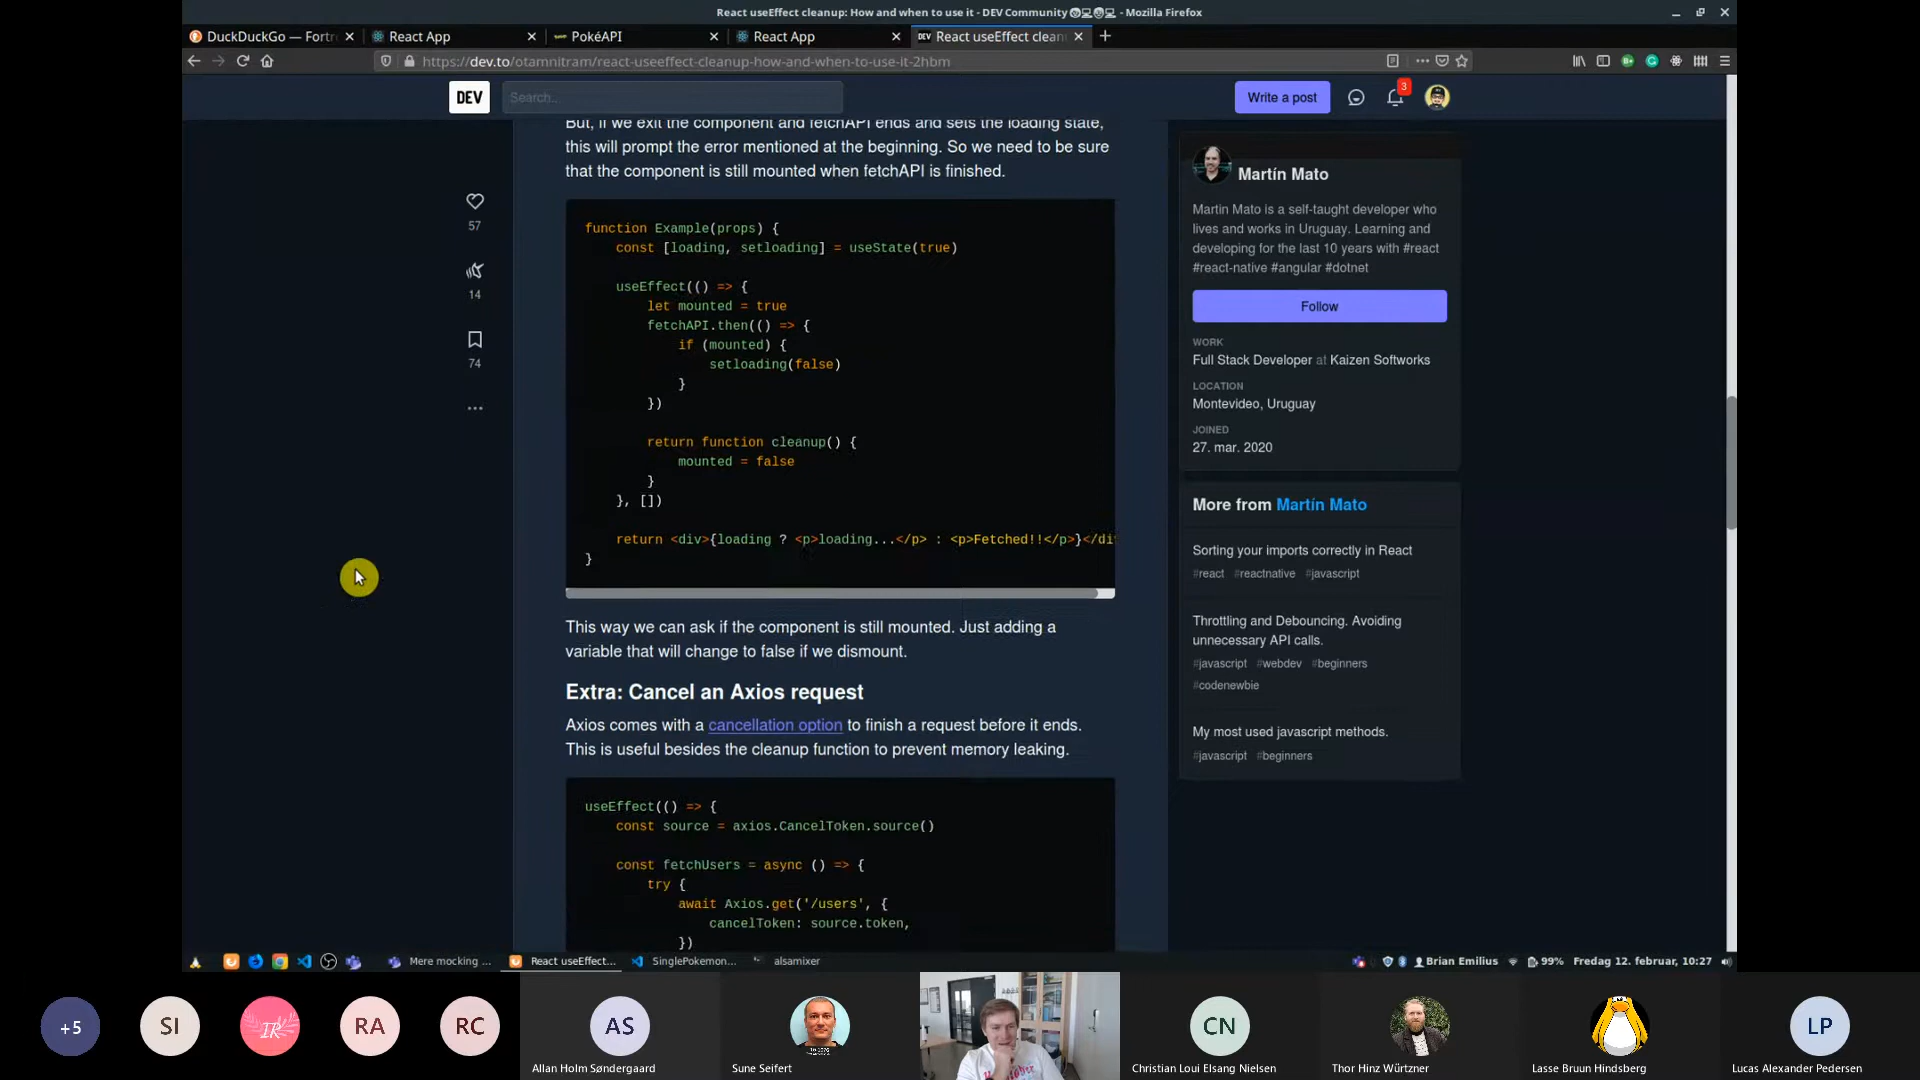 React useEffect cleanup: How and when to use it - DEV Community - Mozilla Firefox
DuckDuckGo — Fortr
React App
PokéAPI
React App
DEV React useEffect clean
https://dev.to/otamnitram/react-useeffect-cleanup-how-and-when-to-use-it-2hbm
DEV
Search...
Write a post
3
But, if we exit the component and fetchAPI ends and sets the loading state,
this will prompt the error mentioned at the beginning. So we need to be sure
that the component is still mounted when fetchAPI is finished.
57
14
74
function Example(props) {
const [loading, setloading] = useState(true)
useEffect(() => {
let mounted = true
fetchAPI.then(() => {
if (mounted) {
setloading(false)
}
})
return function cleanup() {
mounted = false
}
}, [])
return <div>{loading ? <p>loading...</p> : <p>Fetched!!</p>}</div
}
This way we can ask if the component is still mounted. Just adding a
variable that will change to false if we dismount.
Extra: Cancel an Axios request
Axios comes with a cancellation option to finish a request before it ends.
This is useful besides the cleanup function to prevent memory leaking.
useEffect(() => {
const source = axios.CancelToken.source()
const fetchUsers = async () => {
try {
await Axios.get('/users', {
cancelToken: source.token,
})
Martín Mato
Martin Mato is a self-taught developer who
lives and works in Uruguay. Learning and
developing for the last 10 years with #react
#react-native #angular #dotnet
Follow
WORK
Full Stack Developer at Kaizen Softworks
LOCATION
Montevideo, Uruguay
JOINED
27. mar. 2020
More from Martín Mato
Sorting your imports correctly in React
#react #reactnative #javascript
Throttling and Debouncing. Avoiding
unnecessary API calls.
#javascript #webdev #beginners
#codenewbie
My most used javascript methods.
#javascript #beginners
Mere mocking ...
React useEffect...
SinglePokemon...
alsamixer
Brian Emilius
99%
Fredag 12. februar, 10:27
+5
SI
IR
RA
RC
AS
CN
LP
Allan Holm Søndergaard
Sune Seifert
Christian Loui Elsang Nielsen
Thor Hinz Würtzner
Lasse Bruun Hindsberg
Lucas Alexander Pedersen